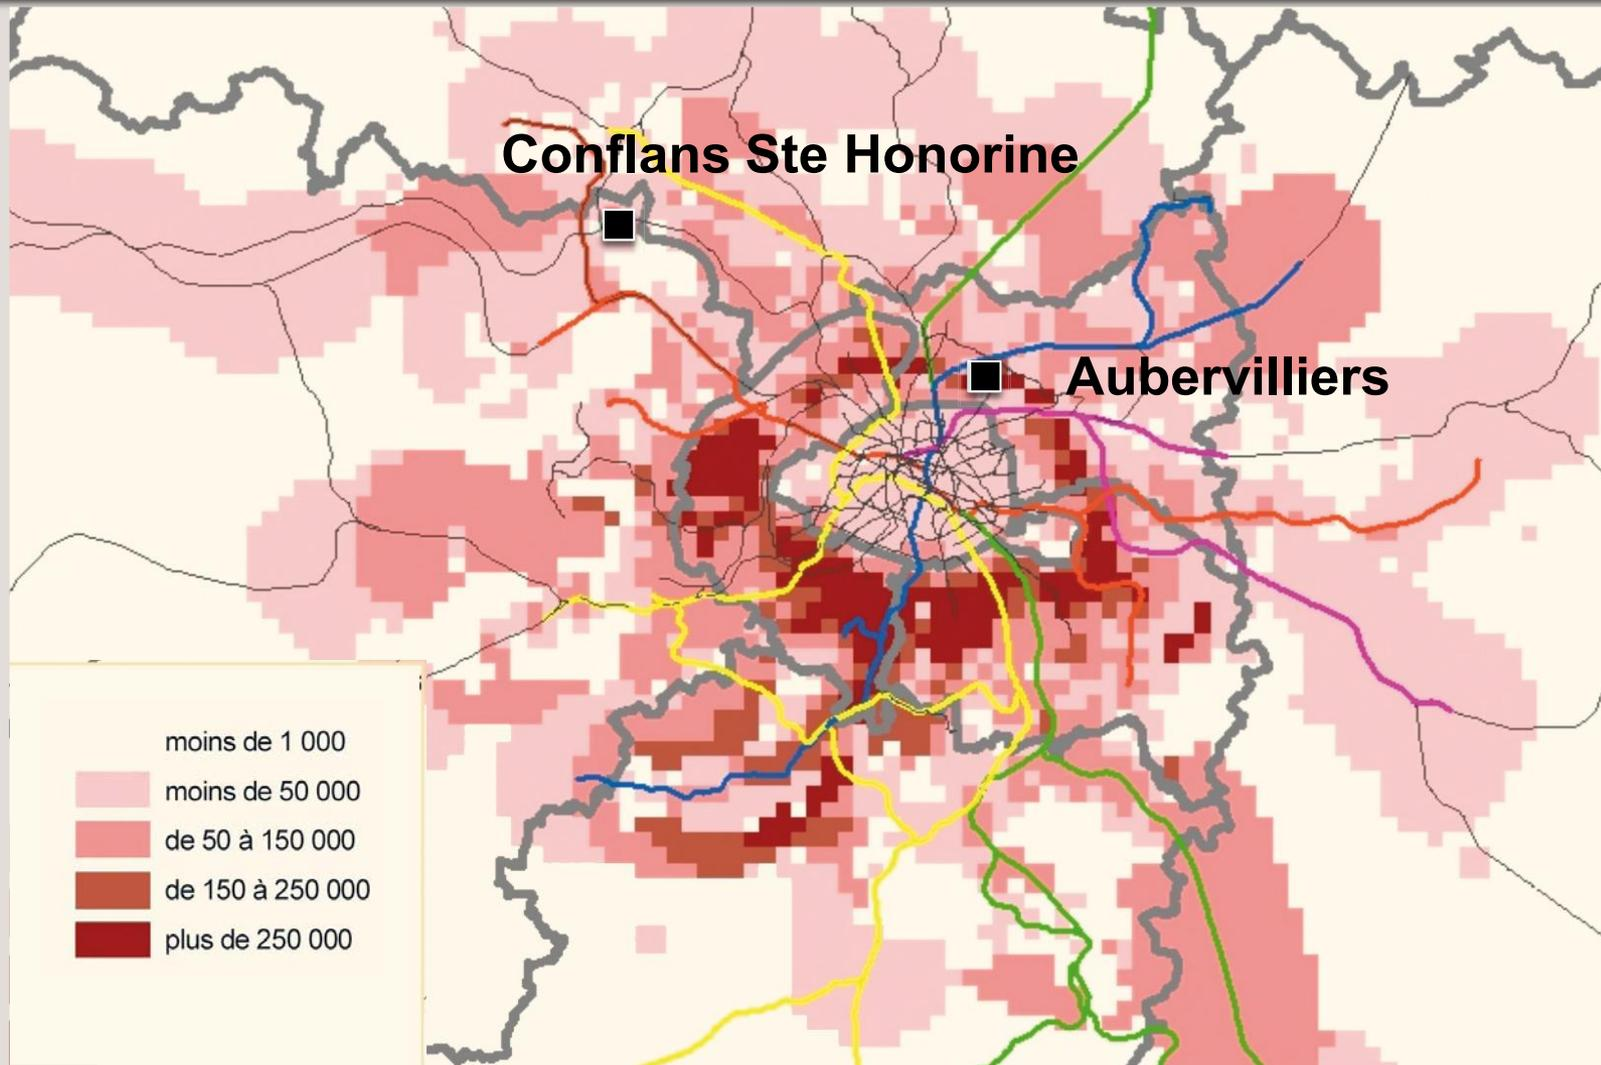 Conflans Ste Honorine
Aubervilliers
moins de 1 000
moins de 50 000
de 50 à 150 000
de 150 à 250 000
plus de 250 000